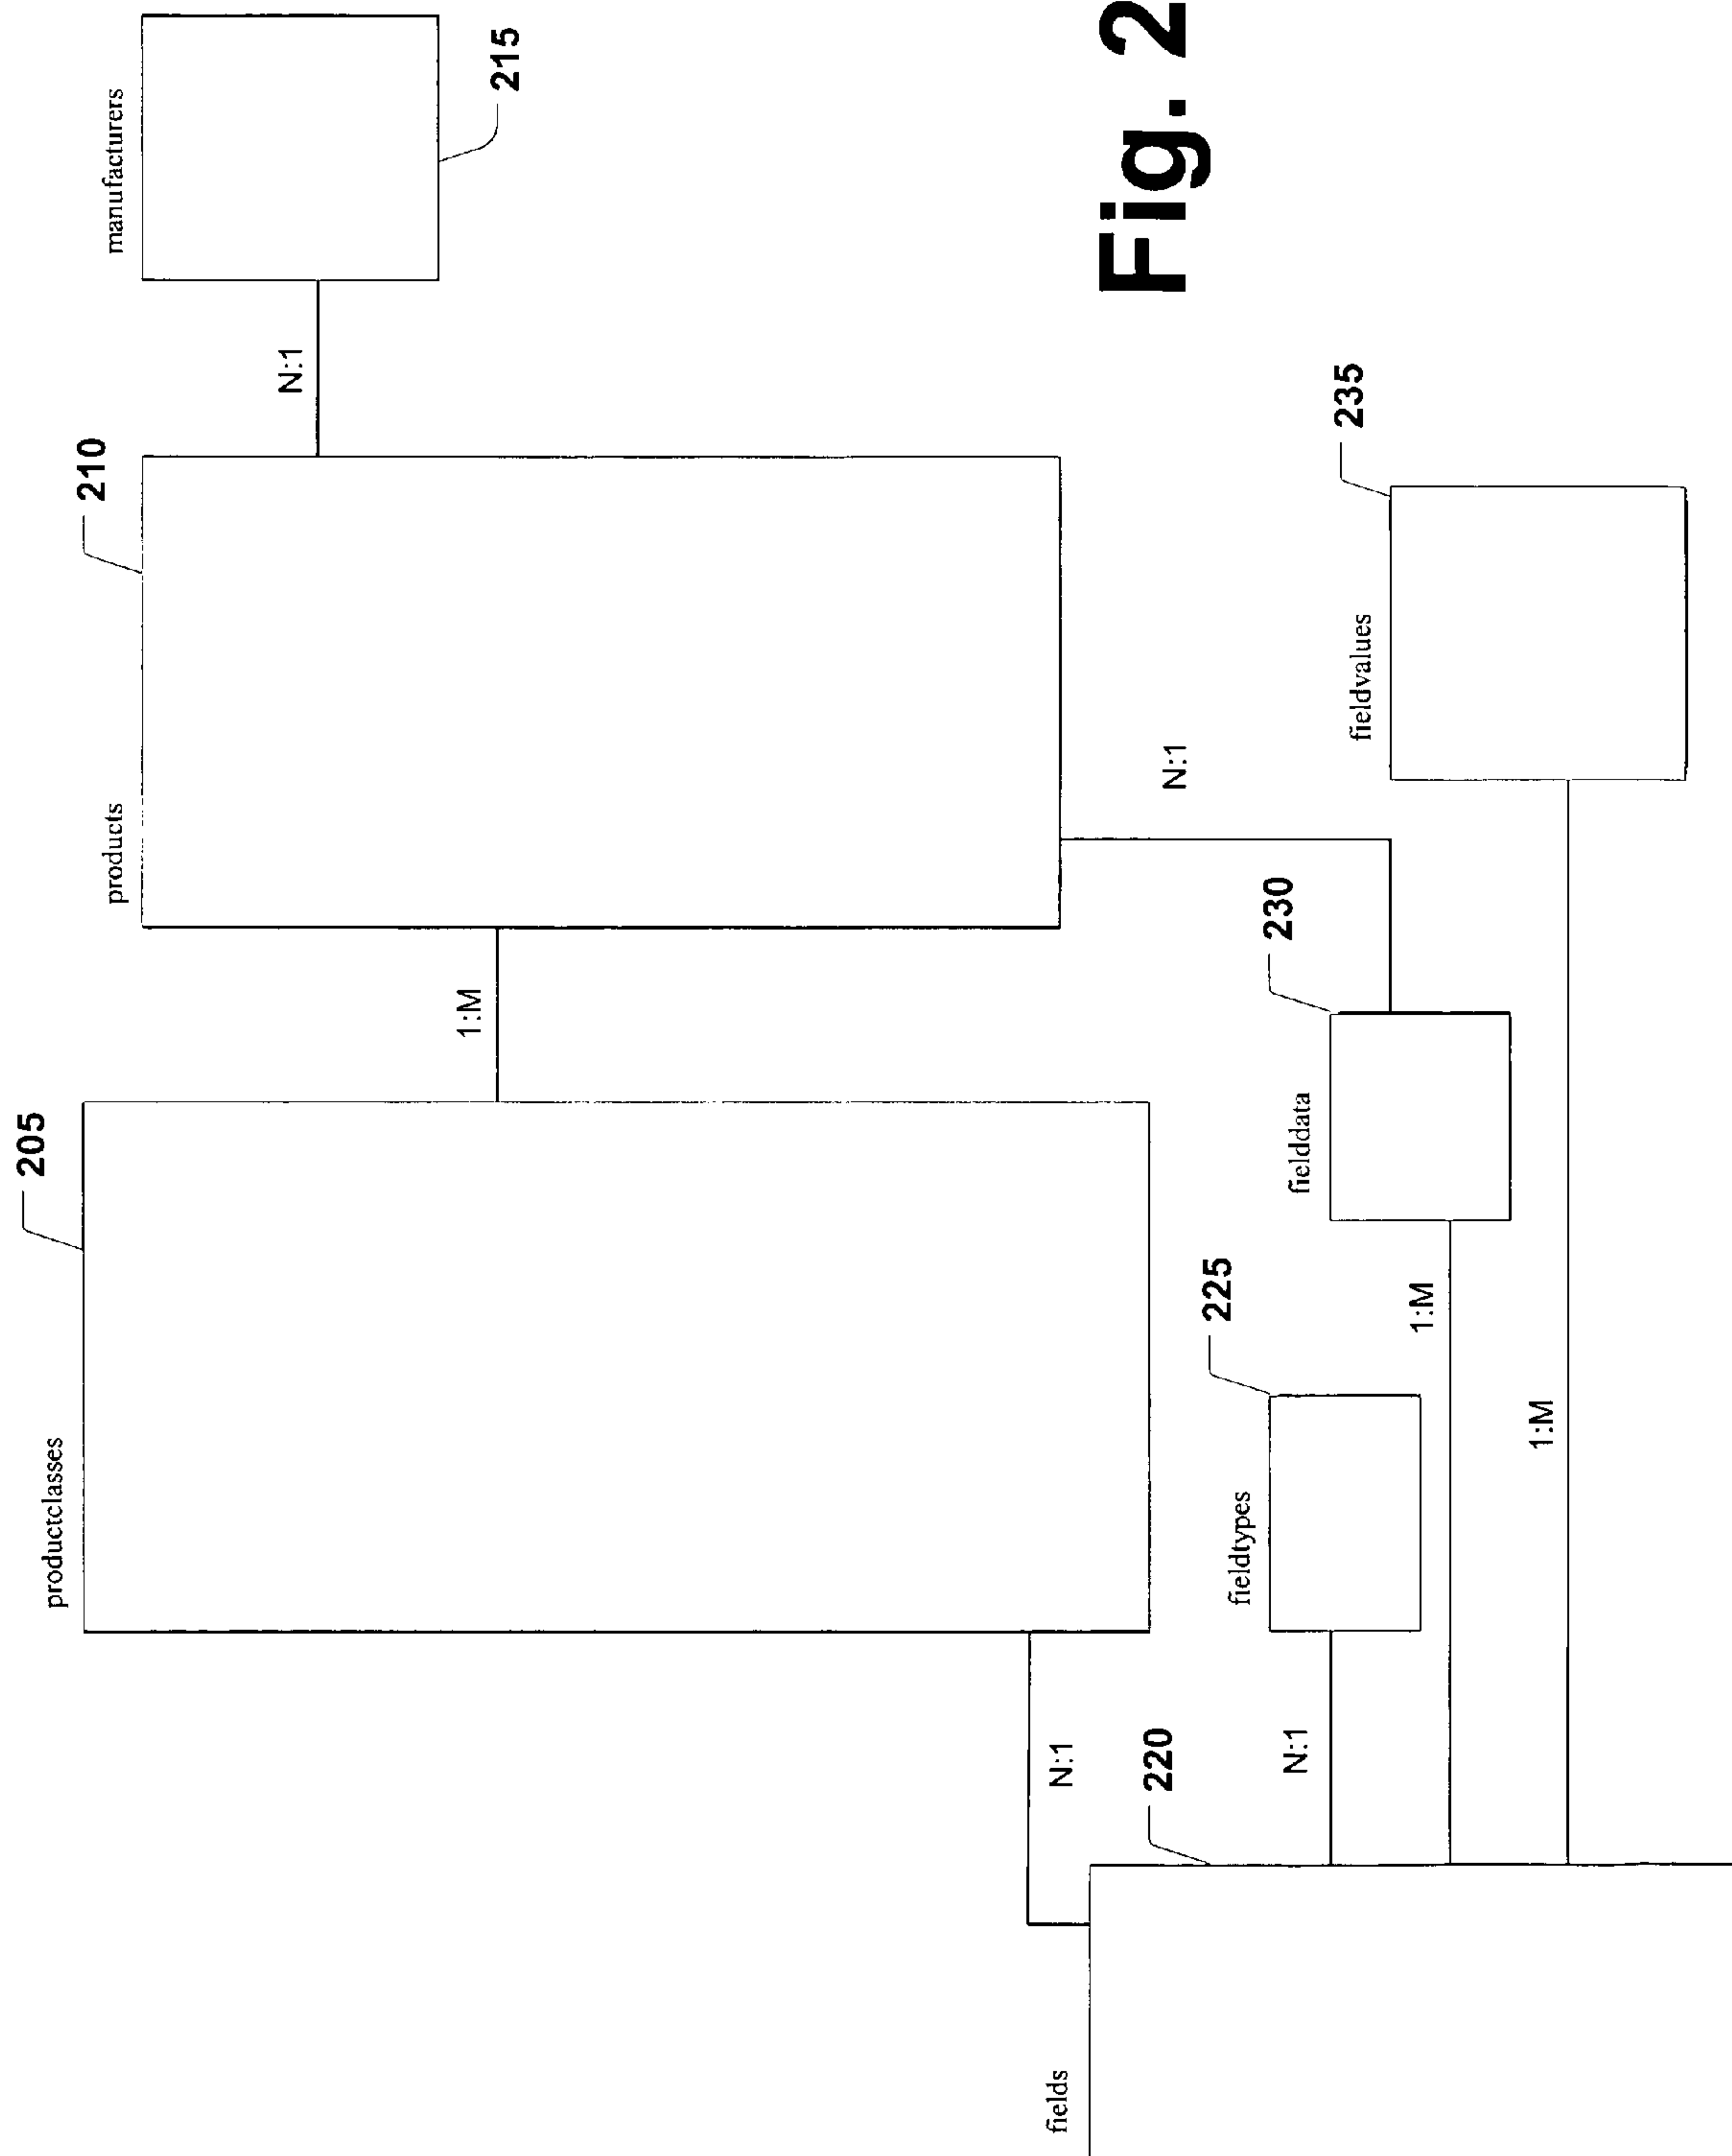 productclasses
205
1:M
products
210
N:1
manufacturers
215
N:1
fields
220
N:1
fieldtypes
225
1:M
fielddata
230
N:1
1:M
fieldvalues
235
Fig. 2